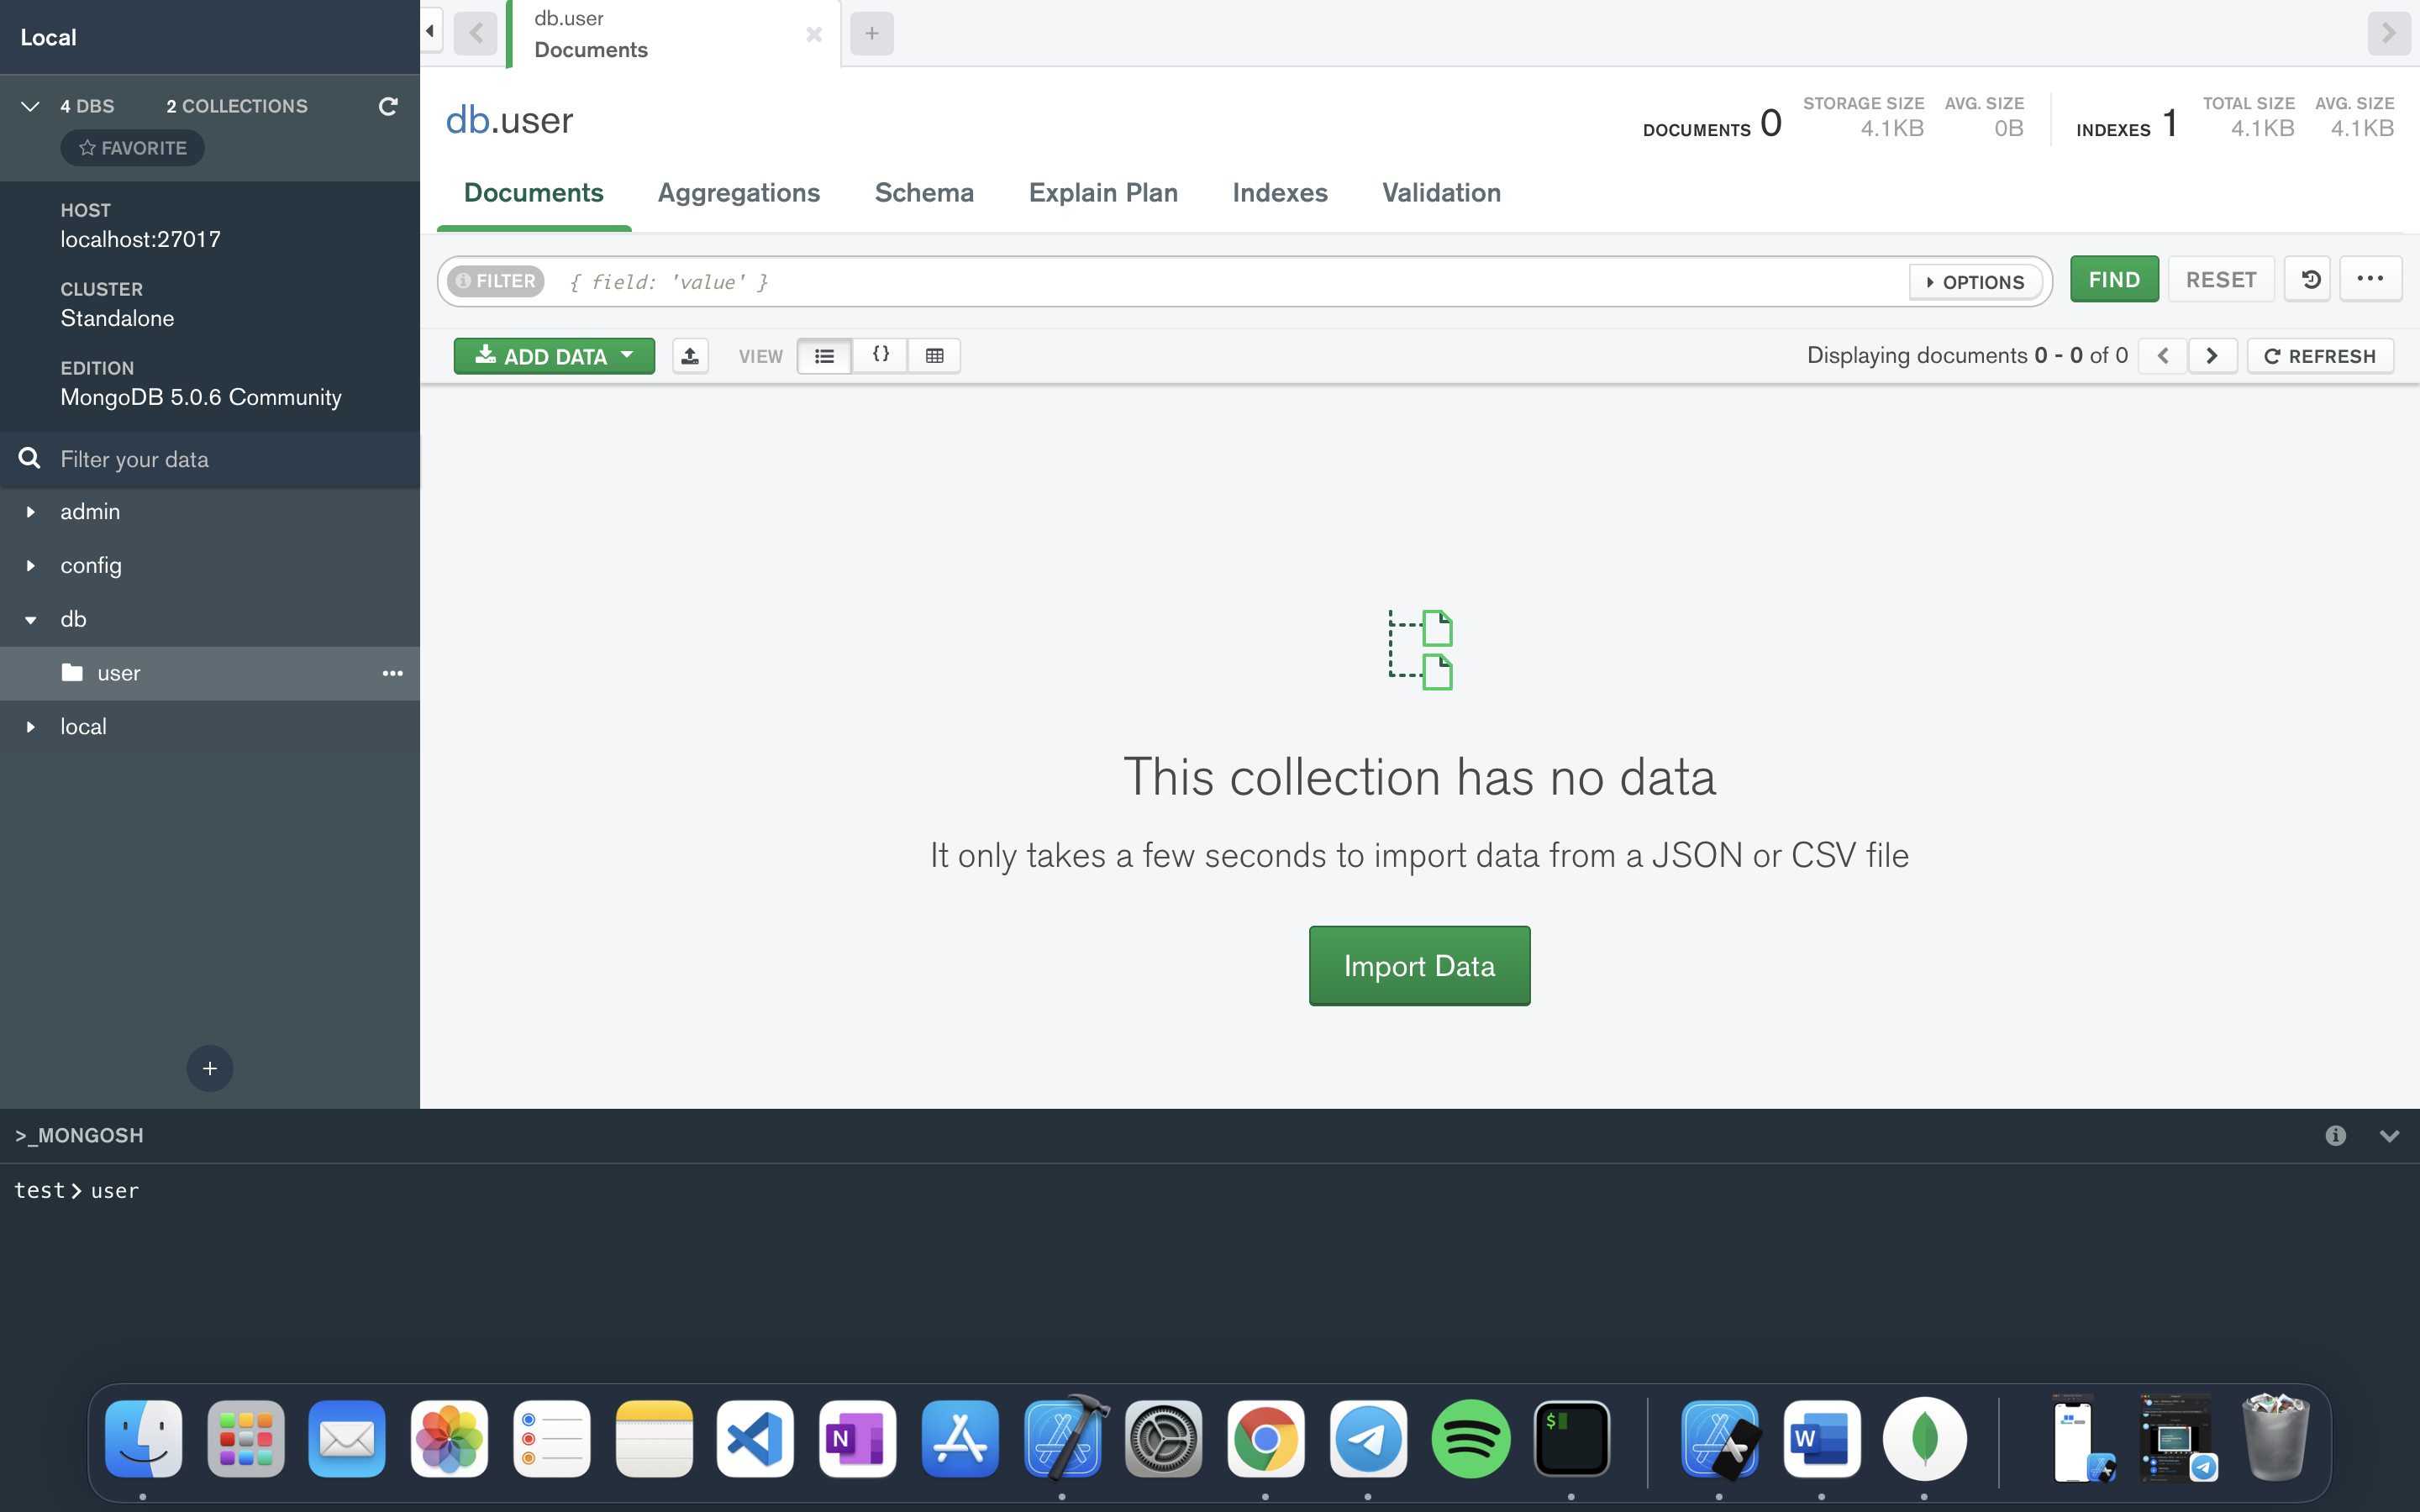 Local
4 DBS 2 COLLECTIONS
FAVORITE
HOST
localhost:27017
CLUSTER
Standalone
EDITION
MongoDB 5.0.6 Community
Filter your data
admin
config
db
user
local
db.user
Documents
db.user
DOCUMENTS 0
STORAGE SIZE
4.1KB
AVG. SIZE
0B
INDEXES 1
TOTAL SIZE
4.1KB
AVG. SIZE
4.1KB
Documents Aggregations Schema Explain Plan Indexes Validation
FILTER { field: 'value' } OPTIONS FIND RESET
ADD DATA VIEW {} Displaying documents 0 - 0 of 0 REFRESH
This collection has no data
It only takes a few seconds to import data from a JSON or CSV file
Import Data
>_MONGOSH
test> user
N
$
W